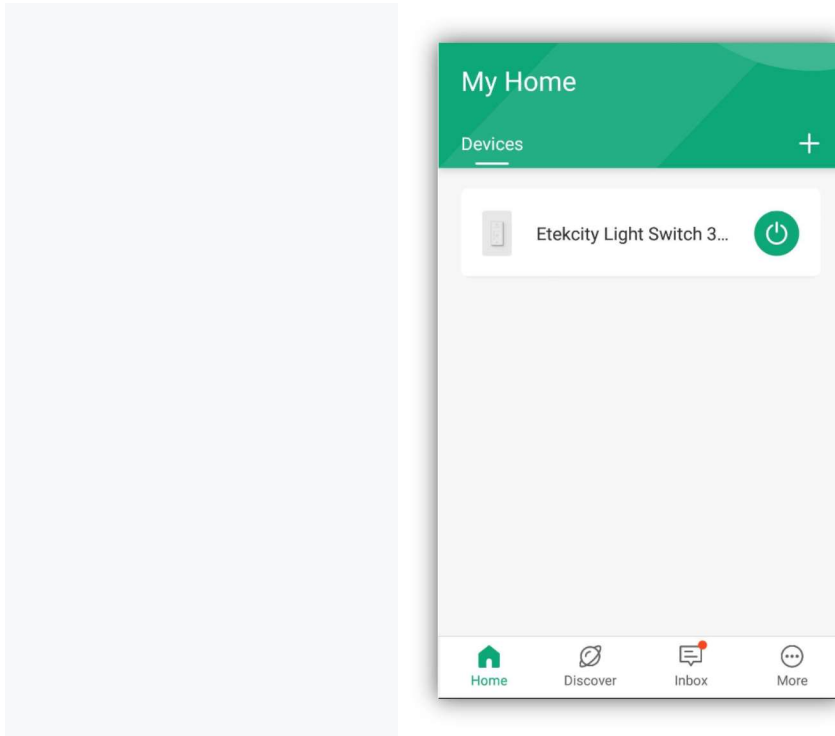 My Home
Devices
Etekcity Light Switch 3...
Home
Discover
Inbox
More